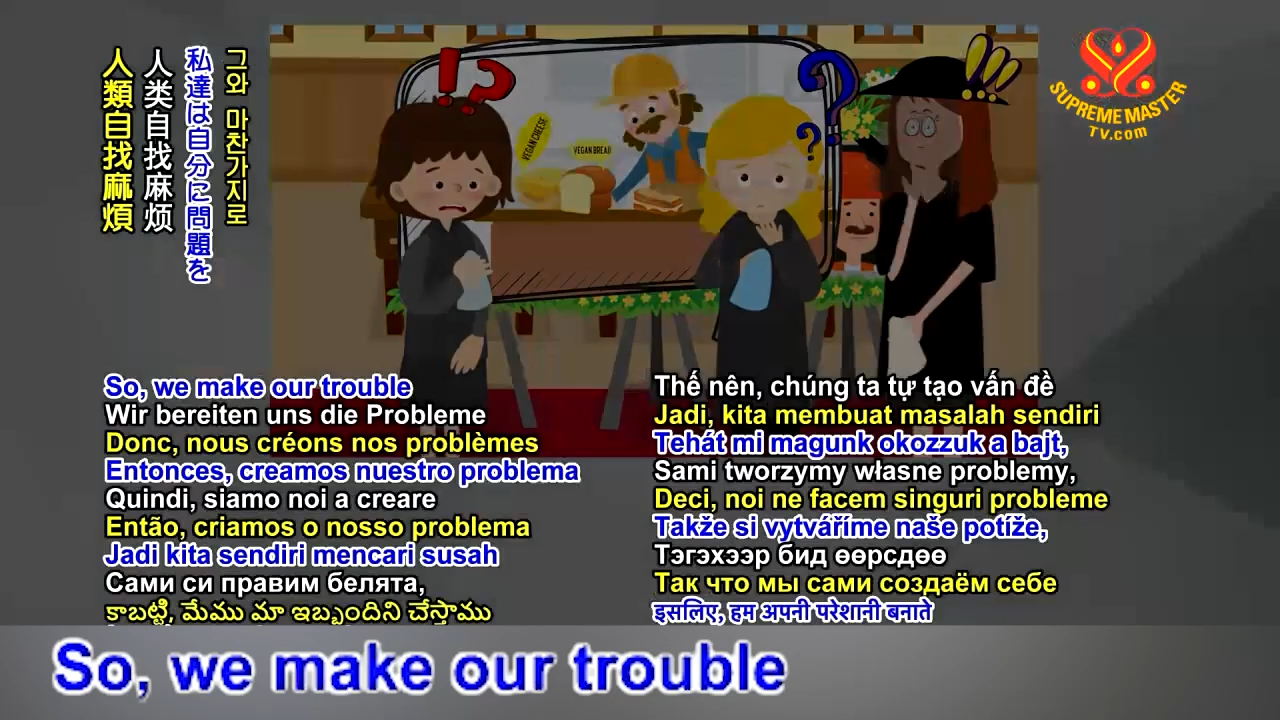 그와 마찬가지로
私達は自分に問題を
人类自找麻烦
人類自找麻煩
!?
?
?
VEGAN CHEESE
VEGAN BREAD
SUPREME MASTER
TV.com
So, we make our trouble
Wir bereiten uns die Probleme
Donc, nous créons nos problèmes
Entonces, creamos nuestro problema
Quindi, siamo noi a creare
Então, criamos o nosso problema
Jadi kita sendiri mencari susah
Сами си правим белята,
కాబట్టి, మేము మా ఇబ్బందిని చేస్తాము
Thế nên, chúng ta tự tạo vấn đề
Jadi, kita membuat masalah sendiri
Tehát mi magunk okozzuk a bajt,
Sami tworzymy własne problemy,
Deci, noi ne facem singuri probleme
Takže si vytváříme naše potíže,
Тэгэхээр бид өөрсдөө
Так что мы сами создаём себе
इसलिए, हम अपनी परेशानी बनाते
So, we make our trouble